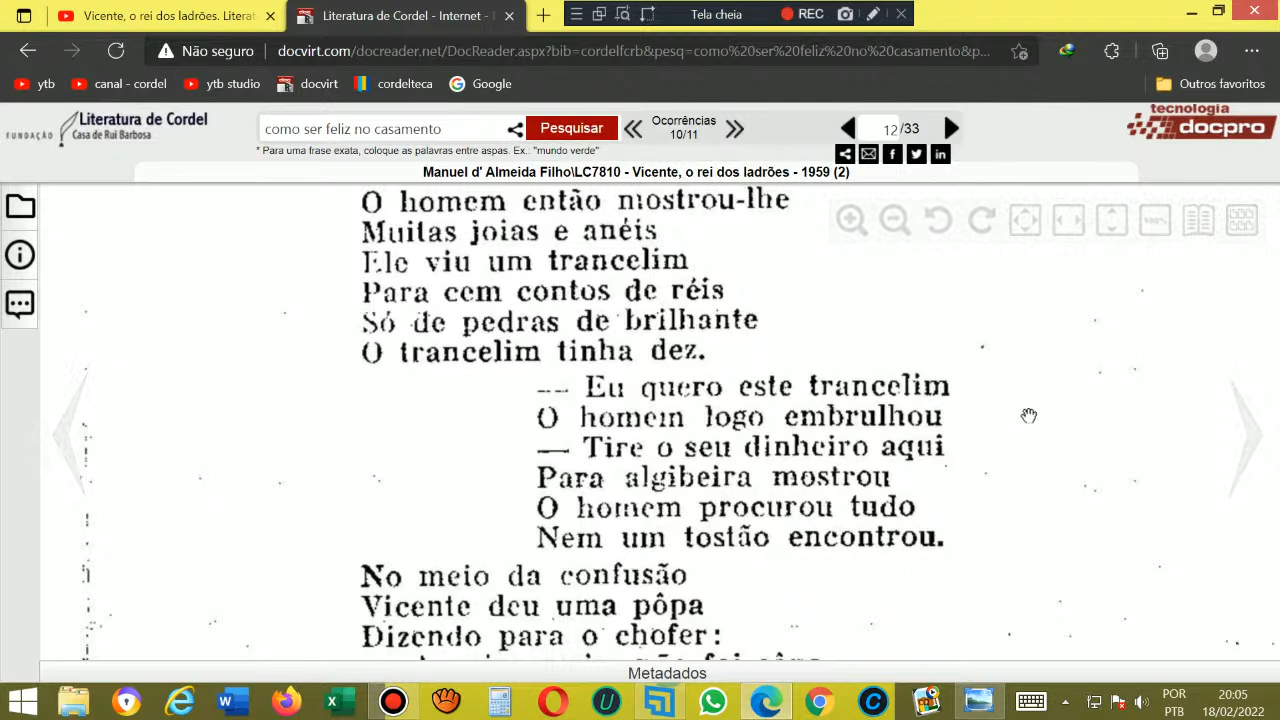 Vicente, o rei dos ladrões. Literat
Literatura de Cordel - Internet - I
Tela cheia
REC
Não seguro
docvirt.com/docreader.net/DocReader.aspx?bib=cordelfcrb&pesq=como%20ser%20feliz%20no%20casamento&p...
ytb
canal - cordel
ytb studio
docvirt
cordelteca
Google
Outros favoritos
FUNDAÇÃO
Literatura de Cordel
Casa de Rui Barbosa
como ser feliz no casamento
Pesquisar
Ocorrências
10/11
12/33
tecnologia
docpro
* Para uma frase exata, coloque as palavras entre aspas. Ex.: "mundo verde"
Manuel d' Almeida Filho\LC7810 - Vicente, o rei dos ladrões - 1959 (2)
100%
O homem então mostrou-lhe
Muitas joias e anéis
Ele viu um trancelim
Para cem contos de réis
Só de pedras de brilhante
O trancelim tinha dez.
-- Eu quero este trancelim
O homem logo embrulhou
— Tire o seu dinheiro aqui
Para algibeira mostrou
O homem procurou tudo
Nem um tostão encontrou.
No meio da confusão
Vicente deu uma pôpa
Dizendo para o chofer:
Metadados
POR
PTB
20:05
18/02/2022